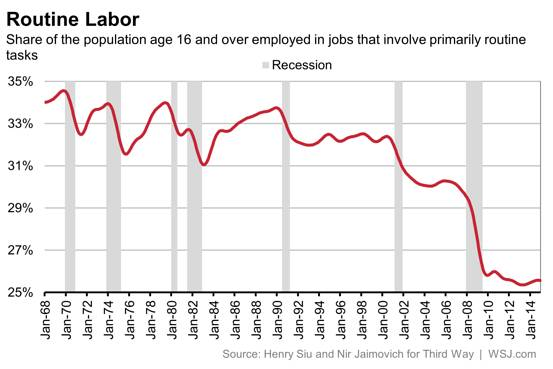 Routine Labor
Share of the population age 16 and over employed in jobs that involve primarily routine
tasks
Recession
35%
33%
31%
29%
27%
25%
Jan-68
Jan-70
Jan-72
Jan-74
Jan-76
Jan-78
Jan-80
Jan-82
Jan-84
Jan-86
Jan-88
Jan-90
Jan-92
Jan-94
Jan-96
Jan-98
Jan-00
Jan-02
Jan-04
Jan-06
Jan-08
Jan-10
Jan-12
Jan-14
Source: Henry Siu and Nir Jaimovich for Third Way | WSJ.com